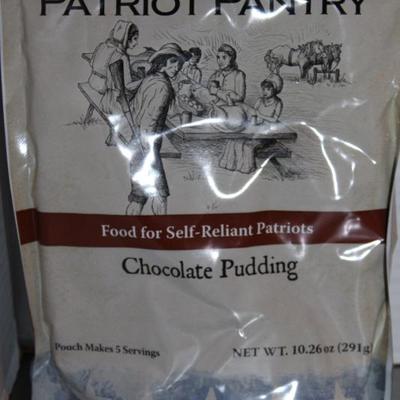 PATRIOT PANTRY
Food for Self-Reliant Patriots
Chocolate Pudding
Pouch Makes 5 Servings NET WT. 10.26 oz (291g)